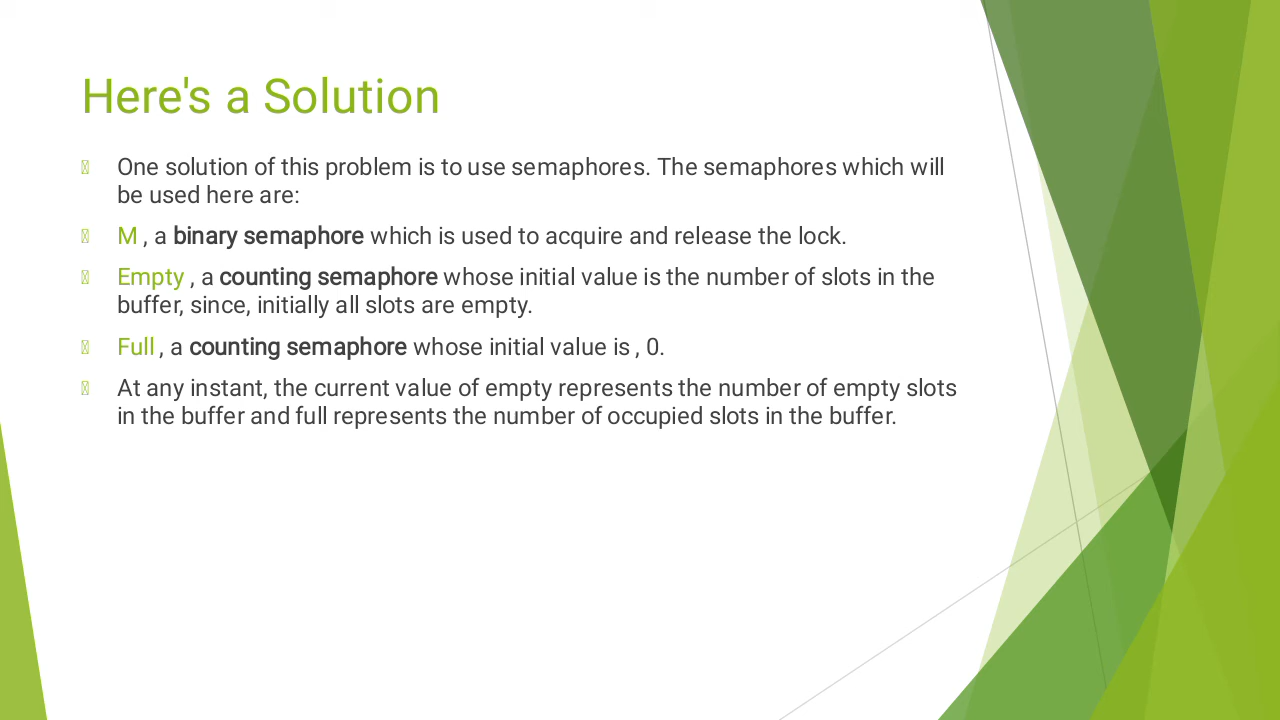 Here's a Solution
One solution of this problem is to use semaphores. The semaphores which will
be used here are:
M , a binary semaphore which is used to acquire and release the lock.
Empty , a counting semaphore whose initial value is the number of slots in the
buffer, since, initially all slots are empty.
Full , a counting semaphore whose initial value is , 0.
At any instant, the current value of empty represents the number of empty slots
in the buffer and full represents the number of occupied slots in the buffer.